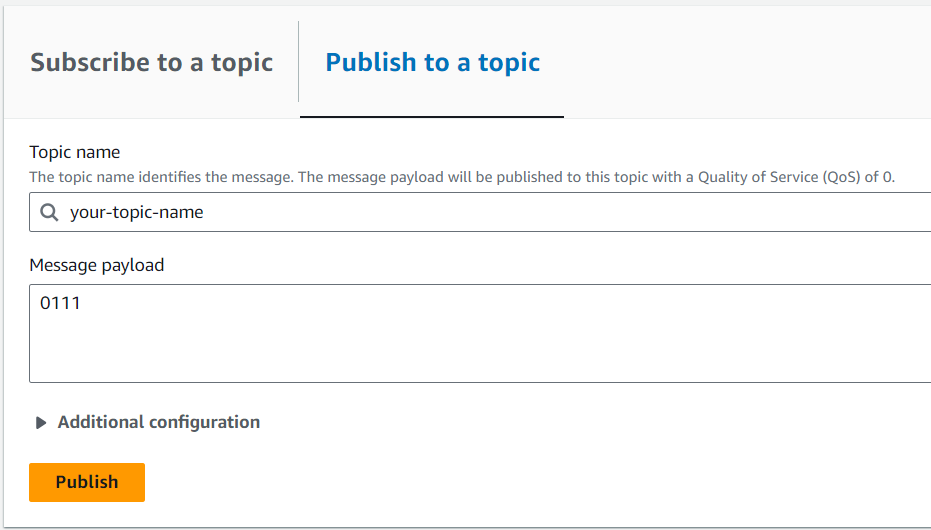 Subscribe to a topic
Publish to a topic
Topic name
The topic name identifies the message. The message payload will be published to this topic with a Quality of Service (QoS) of 0.
your-topic-name
Message payload
0111
Additional configuration
Publish